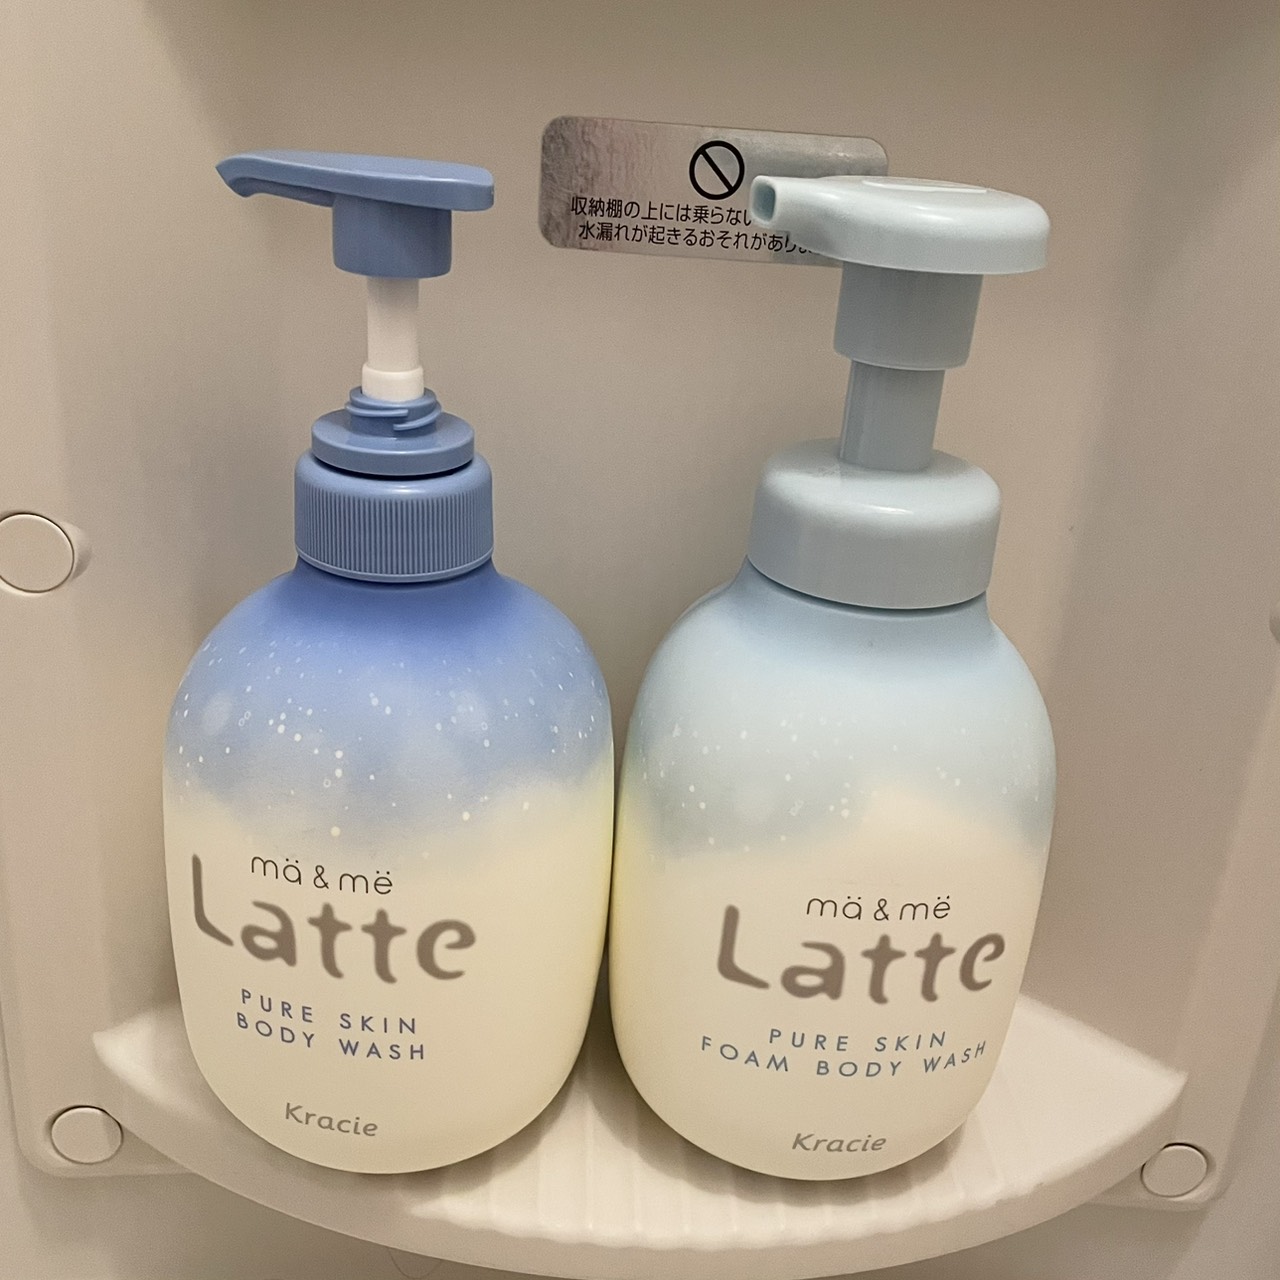 収納棚の上には乗らない
水漏れが起きるおそれがあり
mä & më
Latte
PURE SKIN
BODY WASH
Kracie
mä & më
Latte
PURE SKIN
FOAM BODY WASH
Kracie